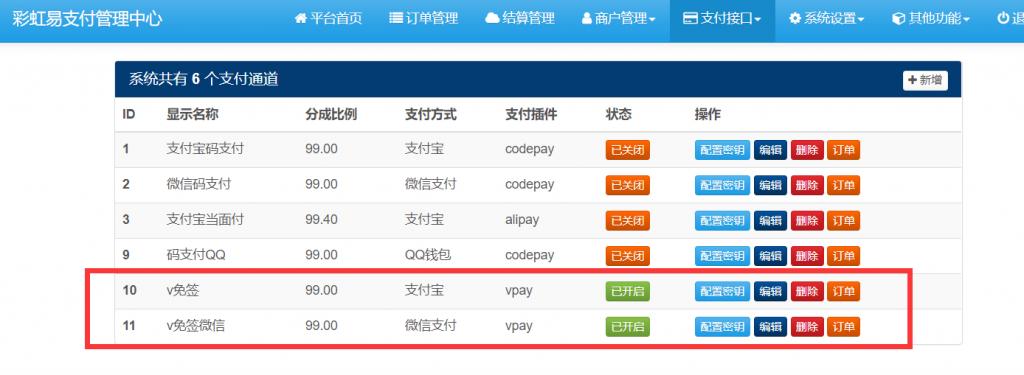 彩虹易支付管理中心 平台首页 订单管理 结算管理 商户管理 支付接口 系统设置 其他功能
系统共有 6 个支付通道 新增
ID 显示名称 分成比例 支付方式 支付插件 状态 操作
1 支付宝码支付 99.00 支付宝 codepay 已关闭 配置密钥 编辑 删除 订单
2 微信码支付 99.00 微信支付 codepay 已关闭 配置密钥 编辑 删除 订单
3 支付宝当面付 99.40 支付宝 alipay 已关闭 配置密钥 编辑 删除 订单
9 码支付QQ 99.00 QQ钱包 codepay 已关闭 配置密钥 编辑 删除 订单
10 v免签 99.00 支付宝 vpay 已开启 配置密钥 编辑 删除 订单
11 v免签微信 99.00 微信支付 vpay 已开启 配置密钥 编辑 删除 订单